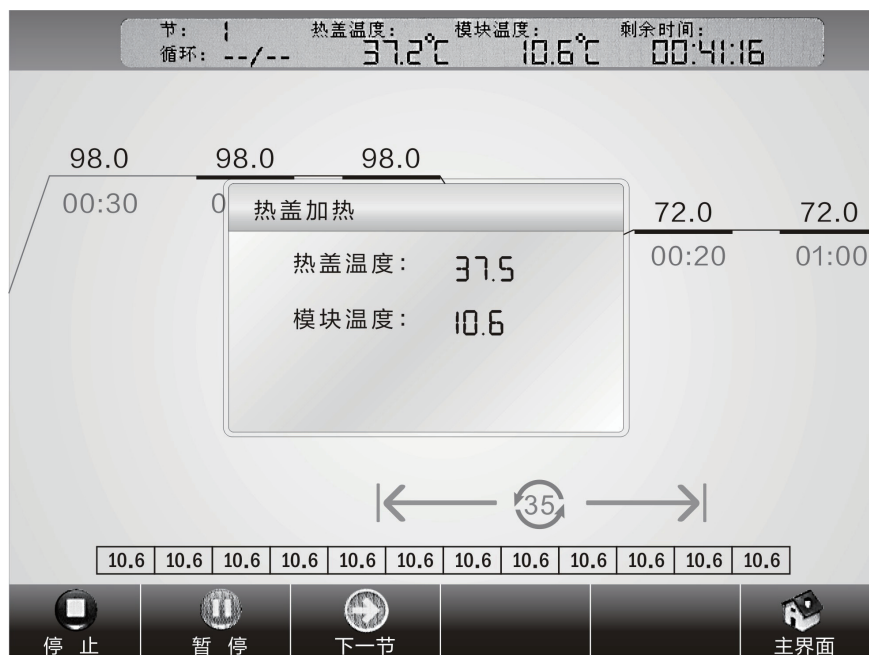 节： 1 热盖温度： 37.2℃ 模块温度： 10.6℃ 剩余时间： 00:41:16
循环： --/--
98.0 98.0 98.0
00:30 0
72.0 72.0
00:20 01:00
热盖加热
热盖温度： 37.5
模块温度： 10.6
35
10.6 10.6 10.6 10.6 10.6 10.6 10.6 10.6 10.6 10.6 10.6 10.6
停止 暂停 下一节 主界面